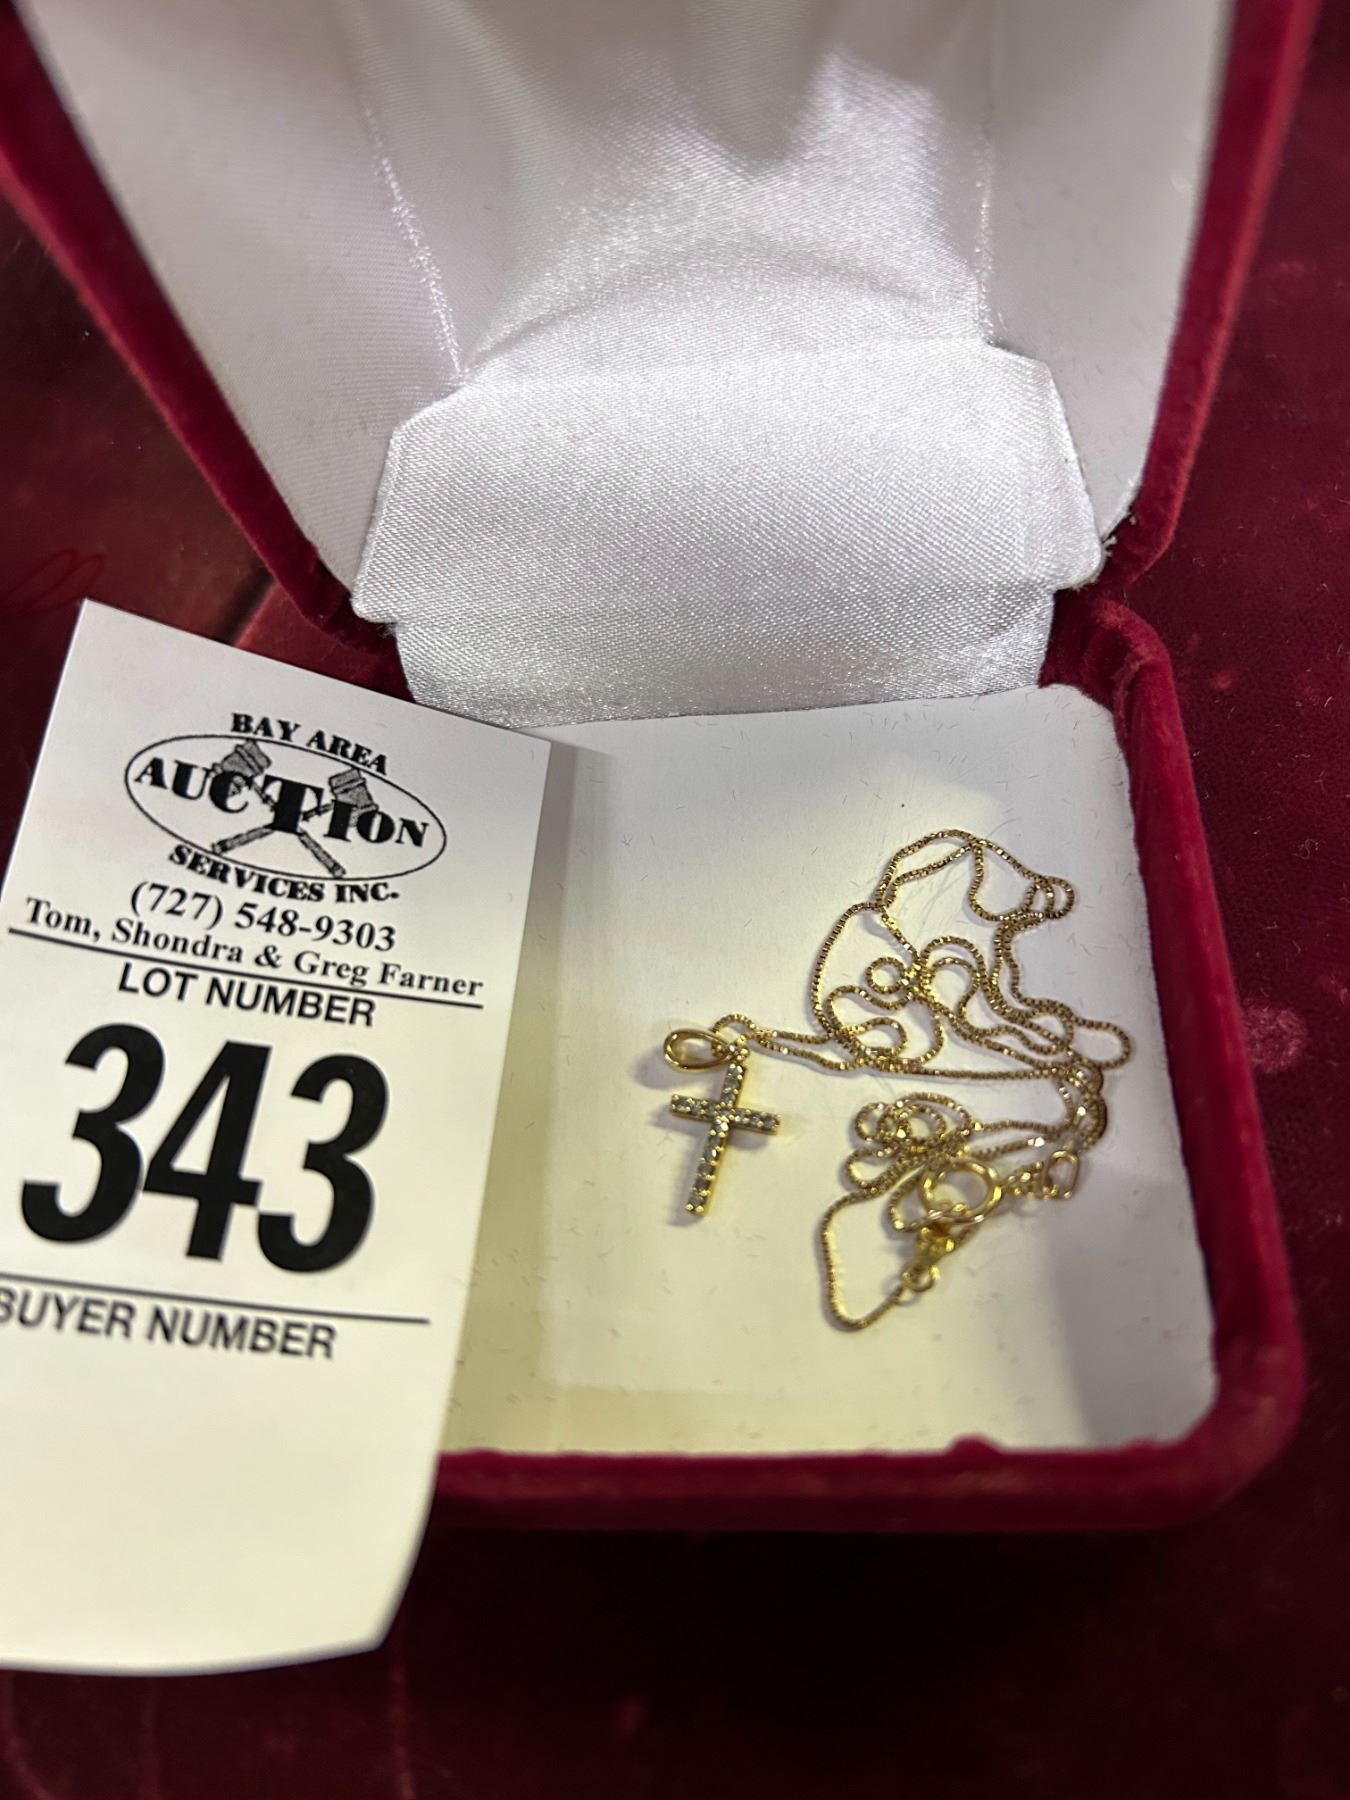 BAY AREA
AUCTION
SERVICES INC.
(727) 548-9303
Tom, Shondra & Greg Farner
LOT NUMBER
343
BUYER NUMBER